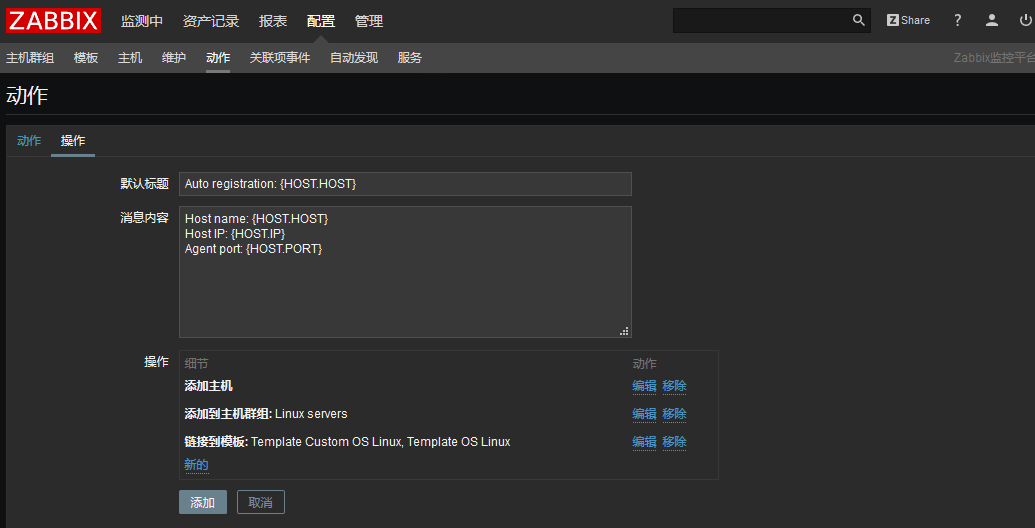 ZABBIX 监测中 资产记录 报表 配置 管理 Z Share ?
主机群组 模板 主机 维护 动作 关联项事件 自动发现 服务 Zabbix监控平台
动作
动作 操作
默认标题 Auto registration: {HOST.HOST}
消息内容 Host name: {HOST.HOST}
Host IP: {HOST.IP}
Agent port: {HOST.PORT}
操作 细节 动作
添加主机 编辑 移除
添加到主机群组: Linux servers 编辑 移除
链接到模板: Template Custom OS Linux, Template OS Linux 编辑 移除
新的
添加 取消